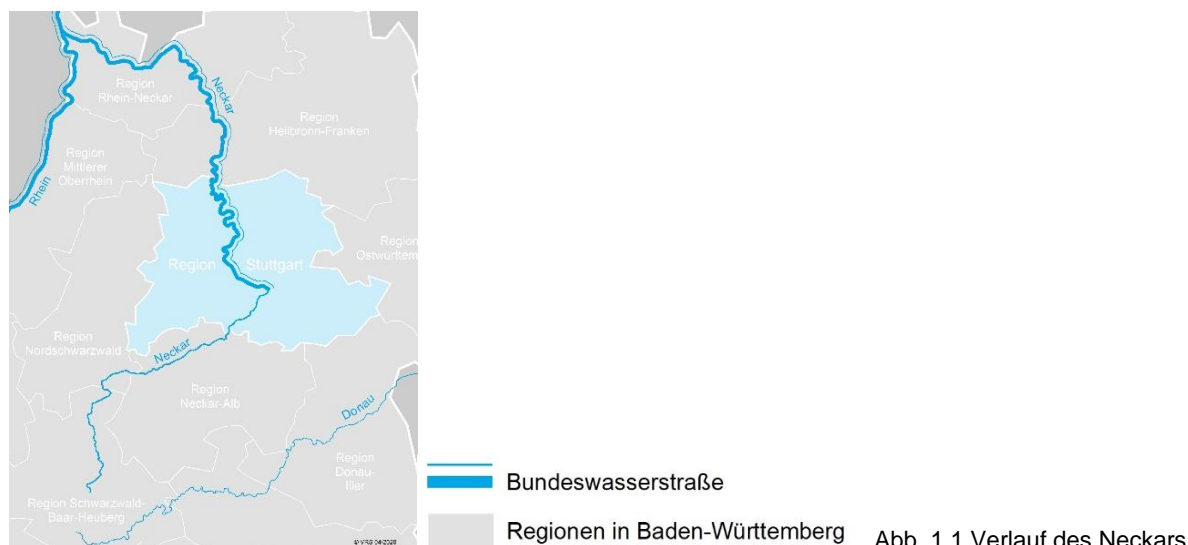 Neckar
Region
Rhein-Neckar
Region
Heilbronn-Franken
Region
Mittlerer
Oberrhein
Rhein
Region
Ostwürttem
Region Stuttgart
Region
Nordschwarzwald
Neckar
Region
Neckar-Alb
Donau
Region
Donau-
Iller
Region Schwarzwald-
Baar-Heuberg
Bundeswasserstraße
Regionen in Baden-Württemberg
Abb. 1.1 Verlauf des Neckars